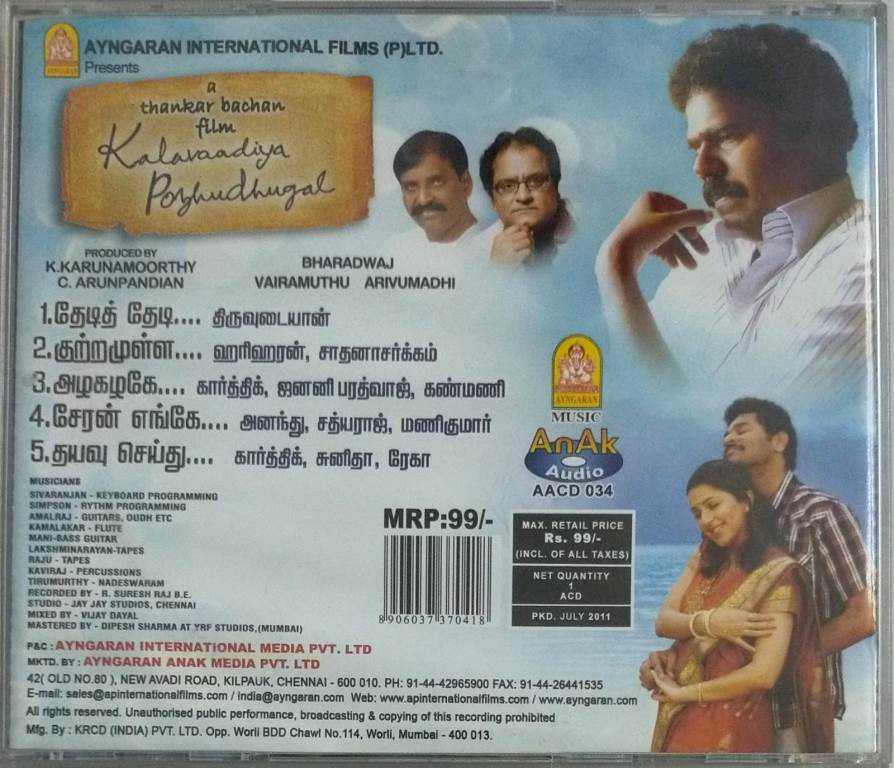 AYNGARAN INTERNATIONAL FILMS (P)LTD.
Presents
AYNGARAN
a
thankar bachan
film
Kalavaadiya
Pozhudhugal
PRODUCED BY
K.KARUNAMOORTHY
C. ARUNPANDIAN
BHARADWAJ
VAIRAMUTHU ARIVUMADHI
1.தேடித் தேடி.... திருவுடையான்
2.குற்றமுள்ள.... ஹரிஹரன், சாதனாசர்க்கம்
3.அழகழகே.... கார்த்திக், ஜனனி பரத்வாஜ், கண்மணி
4.சேரன் எங்கே.... அனந்து, சத்யராஜ், மணிகுமார்
5.தயவு செய்து.... கார்த்திக், சுனிதா, ரேகா
AYNGARAN
MUSIC
AnAk
Audio
AACD 034
MUSICIANS
SIVARANJAN - KEYBOARD PROGRAMMING
SIMPSON - RYTHM PROGRAMMING
AMALRAJ - GUITARS, OUDH ETC
KAMALAKAR - FLUTE
MANI-BASS GUITAR
LAKSHMINARAYAN-TAPES
RAJU - TAPES
KAVIRAJ - PERCUSSIONS
TIRUMURTHY - NADESWARAM
RECORDED BY - R. SURESH RAJ B.E.
STUDIO - JAY JAY STUDIOS, CHENNAI
MIXED BY - VIJAY DAYAL
MASTERED BY - DIPESH SHARMA AT YRF STUDIOS,(MUMBAI)
MRP:99/-
8906037370418
MAX. RETAIL PRICE
Rs. 99/-
(INCL. OF ALL TAXES)
NET QUANTITY
1
ACD
PKD. JULY 2011
P&C : AYNGARAN INTERNATIONAL MEDIA PVT. LTD
MKTD. BY : AYNGARAN ANAK MEDIA PVT. LTD
42( OLD NO.80 ), NEW AVADI ROAD, KILPAUK, CHENNAI - 600 010. PH: 91-44-42965900 FAX: 91-44-26441535
E-mail: sales@apinternationalfilms.com / india@ayngaran.com Web: www.apinternationalfilms.com / www.ayngaran.com
All rights reserved. Unauthorised public performance, broadcasting & copying of this recording prohibited
Mfg. By : KRCD (INDIA) PVT. LTD. Opp. Worli BDD Chawl No.114, Worli, Mumbai - 400 013.